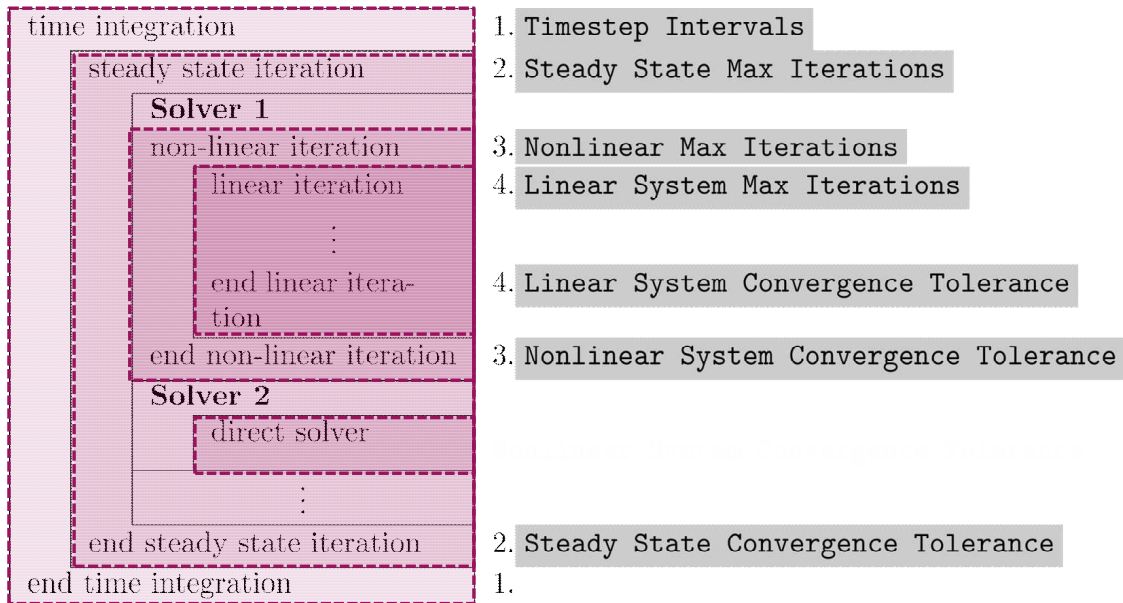 time integration 1. Timestep Intervals
steady state iteration 2. Steady State Max Iterations
Solver 1
non-linear iteration 3. Nonlinear Max Iterations
linear iteration 4. Linear System Max Iterations
⋮
end linear itera- 4. Linear System Convergence Tolerance
tion
end non-linear iteration 3. Nonlinear System Convergence Tolerance
Solver 2
direct solver
⋮
end steady state iteration 2. Steady State Convergence Tolerance
end time integration 1.